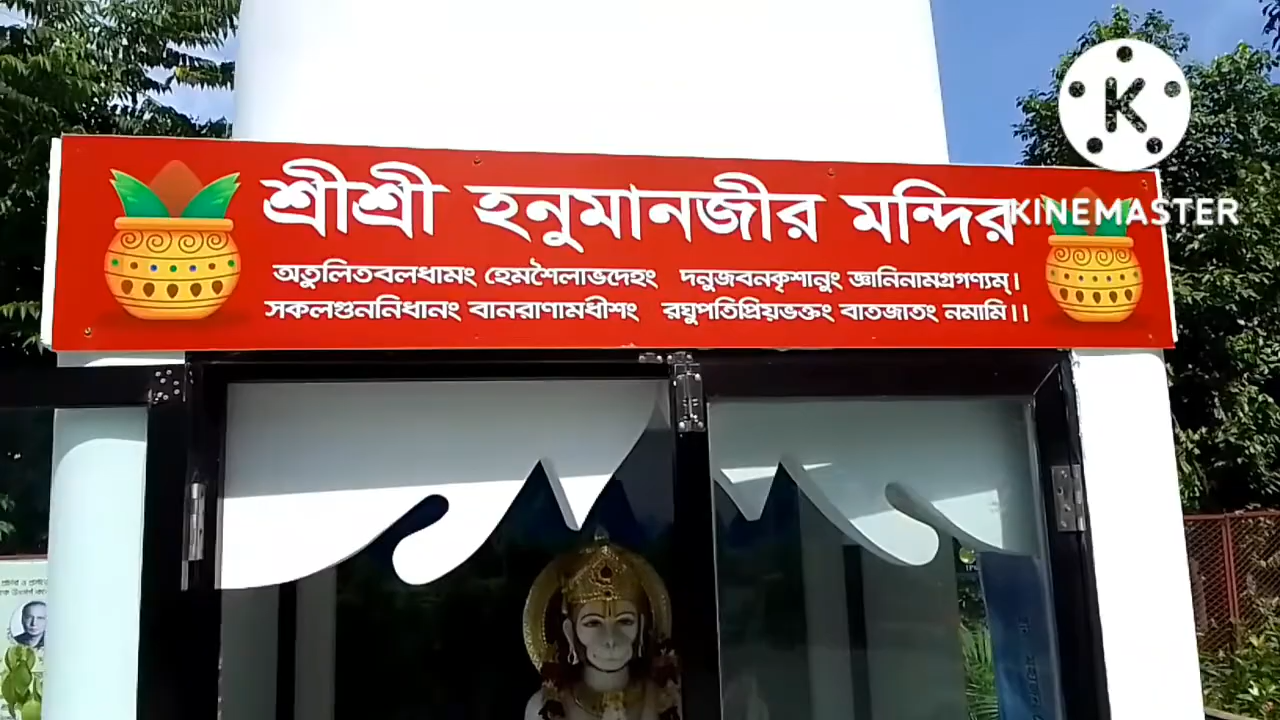 শ্রীশ্রী হনুমানজীর মন্দির
অতুলিতবলধামং হেমশৈলাভদেহং দনুজবনকৃশানুং জ্ঞানিনামগ্রগণ্যম্।
সকলগুননিধানং বানরাণামধীশং রঘুপতিপ্রিয়ভক্তং বাতজাতং নমামি।।
K
KINEMASTER